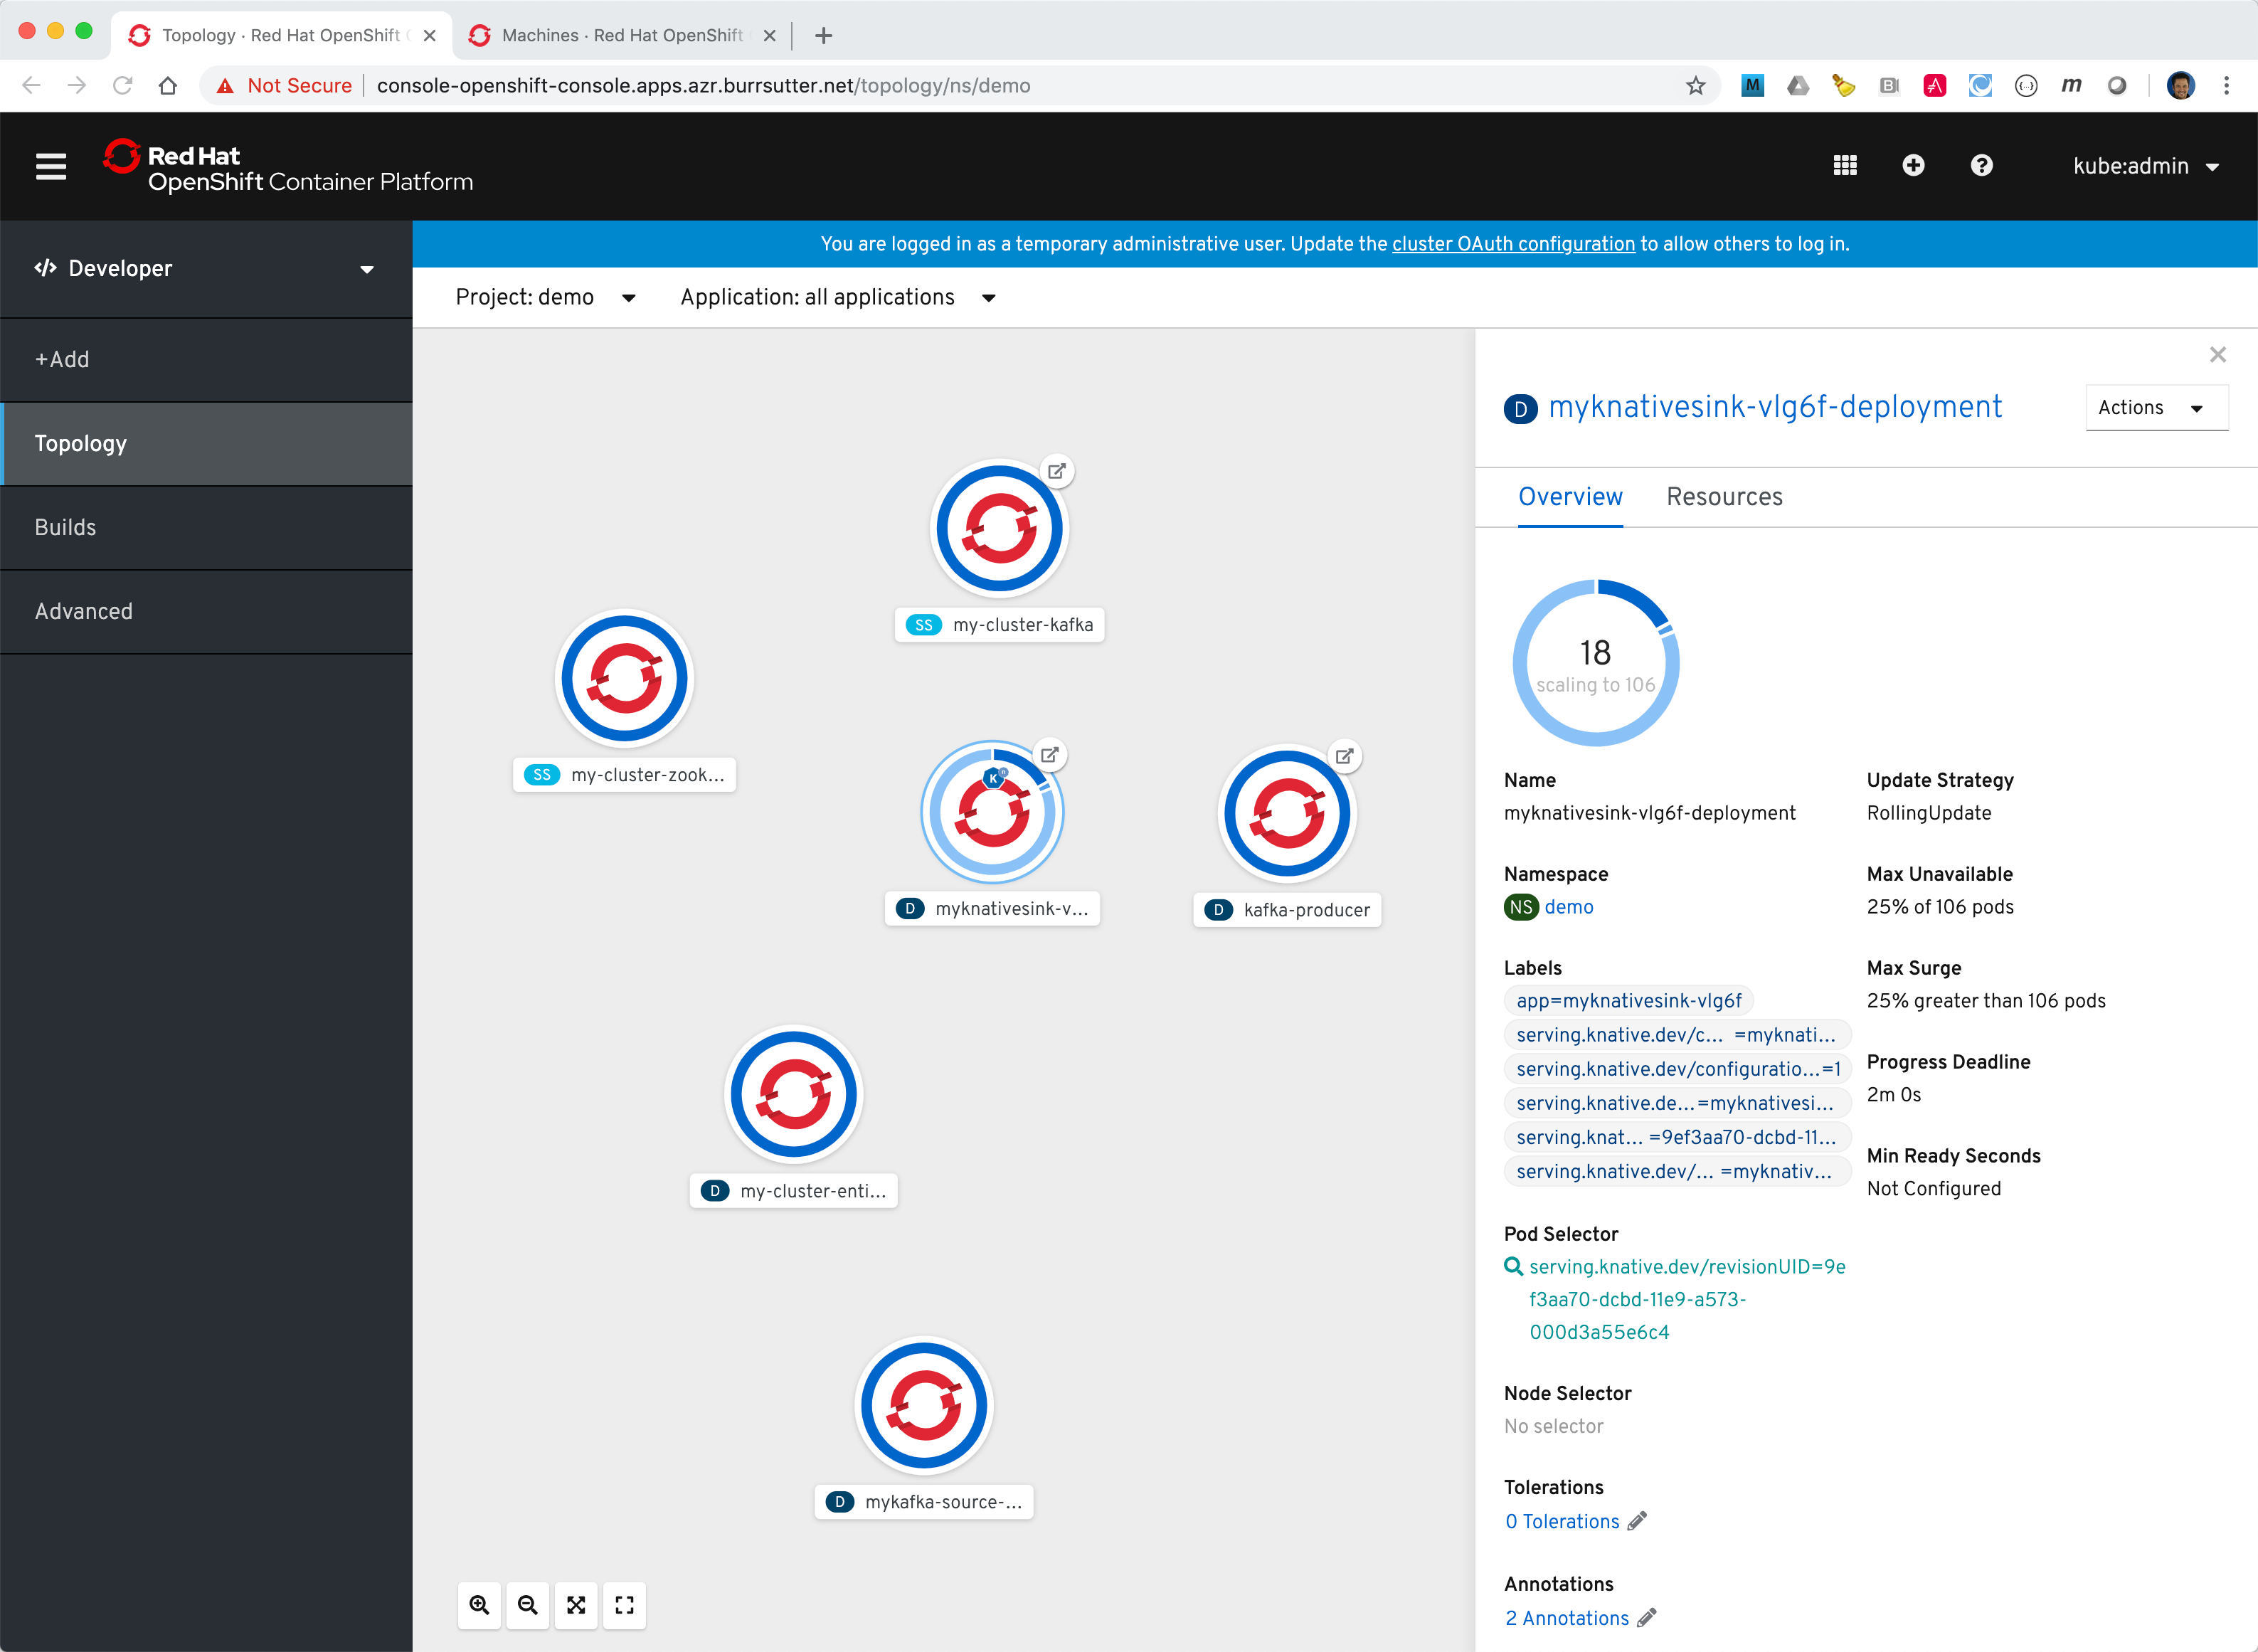 Topology · Red Hat OpenShift
Machines · Red Hat OpenShift
Not Secure
console-openshift-console.apps.azr.burrsutter.net/topology/ns/demo
Red Hat
OpenShift Container Platform
kube:admin
Developer
+Add
Topology
Builds
Advanced
You are logged in as a temporary administrative user. Update the cluster OAuth configuration to allow others to log in.
Project: demo
Application: all applications
SS my-cluster-kafka
SS my-cluster-zook...
K
D myknativesink-v...
D kafka-producer
D my-cluster-enti...
D mykafka-source-...
D myknativesink-vlg6f-deployment
Actions
Overview
Resources
18
scaling to 106
Name
myknativesink-vlg6f-deployment
Namespace
NS demo
Labels
app=myknativesink-vlg6f
serving.knative.dev/c... =myknati...
serving.knative.dev/configuratio...=1
serving.knative.de...=myknativesi...
serving.knat... =9ef3aa70-dcbd-11...
serving.knative.dev/... =myknativ...
Pod Selector
serving.knative.dev/revisionUID=9e
f3aa70-dcbd-11e9-a573-
000d3a55e6c4
Node Selector
No selector
Tolerations
0 Tolerations
Annotations
2 Annotations
Update Strategy
RollingUpdate
Max Unavailable
25% of 106 pods
Max Surge
25% greater than 106 pods
Progress Deadline
2m 0s
Min Ready Seconds
Not Configured